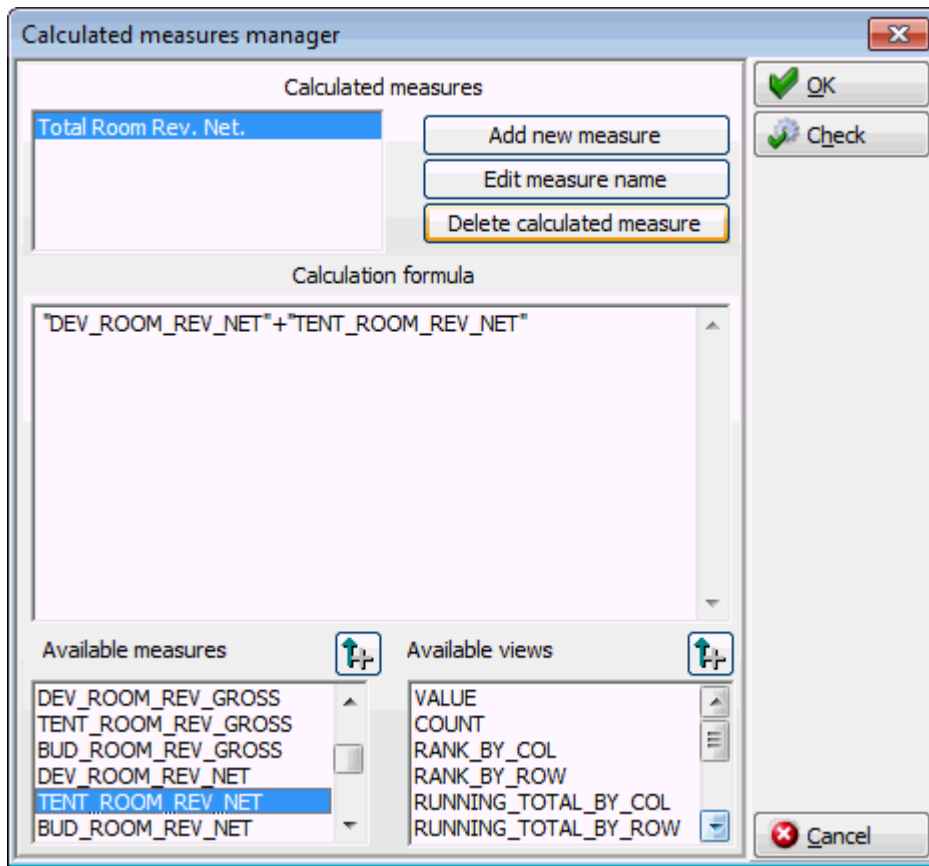 Calculated measures manager
Calculated measures
OK
Total Room Rev. Net.
Add new measure
Check
Edit measure name
Delete calculated measure
Calculation formula
"DEV_ROOM_REV_NET"+"TENT_ROOM_REV_NET"
Available measures
Available views
DEV_ROOM_REV_GROSS
TENT_ROOM_REV_GROSS
BUD_ROOM_REV_GROSS
DEV_ROOM_REV_NET
TENT_ROOM_REV_NET
BUD_ROOM_REV_NET
VALUE
COUNT
RANK_BY_COL
RANK_BY_ROW
RUNNING_TOTAL_BY_COL
RUNNING_TOTAL_BY_ROW
Cancel